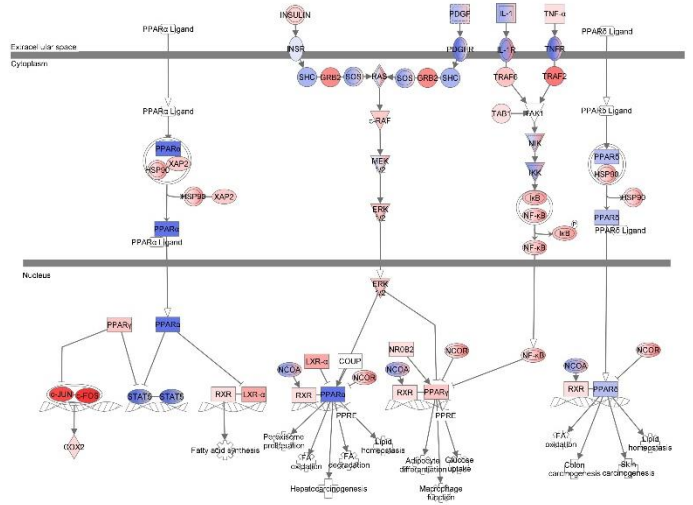 PPARα Ligand
INSULIN
PDGF
IL-1
TNF-α
PPARδ Ligand
Extracellular space
Cytoplasm
INSR
PDGFR
IL-1R
TNFR
SHC
GRB2
SOS
RAS
SOS
GRB2
SHC
TRAF6
TRAF2
PPARα Ligand
c-RAF
TAB1
TAK1
PPARδ Ligand
PPARα
HSP90
XAP2
MEK
1/2
NIK
IKK
PPARδ
HSP90
HSP90
XAP2
ERK
1/2
IκB
NF-κB
HSP90
PPARα
PPARα Ligand
P
IκB
NF-κB
PPARδ
PPARδ Ligand
Nucleus
ERK
1/2
PPARγ
PPARα
LXR-α
COUP
NR0B2
NCOR
NF-κB
NCOR
c-JUN
c-FOS
STAT5
STAT5
RXR
LXR-α
NCOA
RXR
PPARα
NCOR
NCOA
RXR
PPARγ
NCOA
RXR
PPARδ
PPRE
PPRE
COX2
Fatty acid synthesis
Peroxisome
proliferation
FA
oxidation
FA
degradation
Lipid
homeostasis
Hepatocarcinogenesis
Adipocyte
differentiation
Macrophage
function
Glucose
uptake
FA
oxidation
Colon
carcinogenesis
Skin
carcinogenesis
Lipid
homeostasis